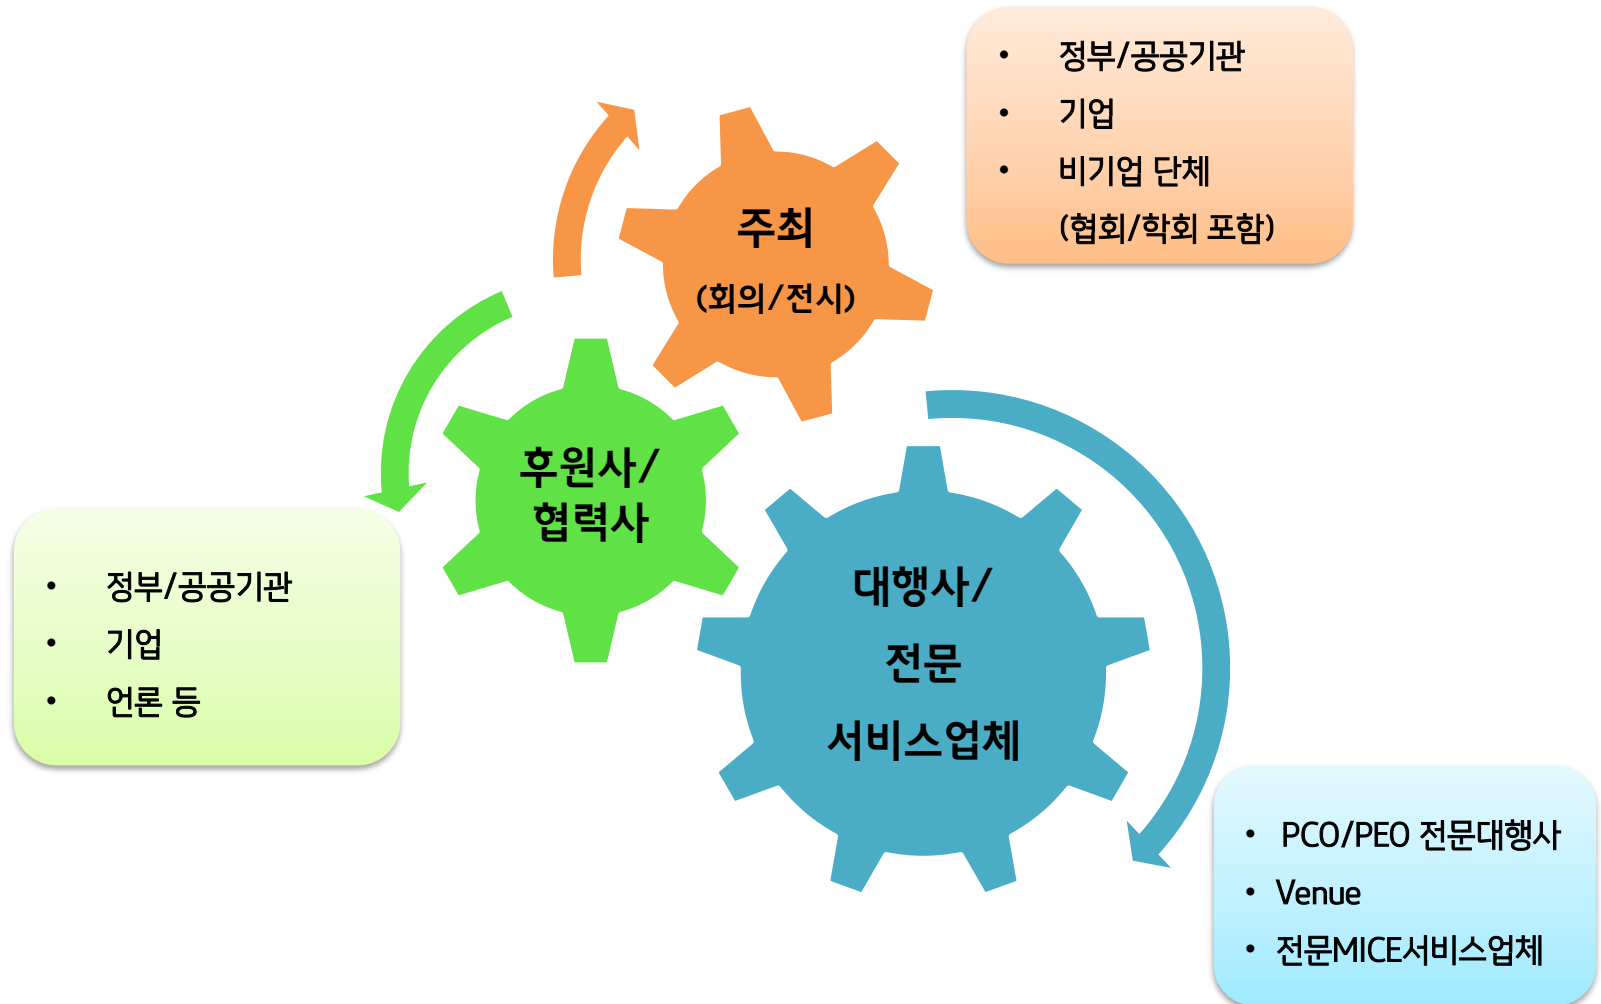 • 정부/공공기관
• 기업
• 비기업 단체
(협회/학회 포함)
주최
(회의/전시)
후원사/
협력사
• 정부/공공기관
• 기업
• 언론 등
대행사/
전문
서비스업체
• PCO/PEO 전문대행사
• Venue
• 전문MICE서비스업체